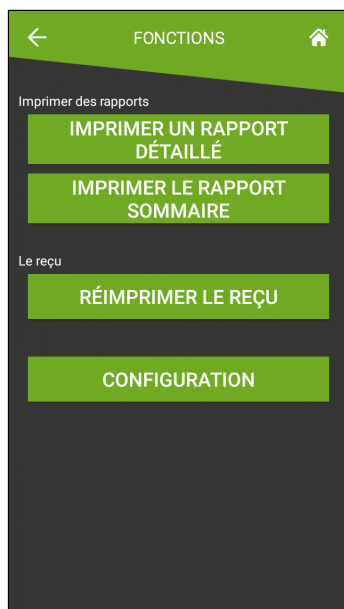 FONCTIONS
Imprimer des rapports
IMPRIMER UN RAPPORT
DÉTAILLÉ
IMPRIMER LE RAPPORT
SOMMAIRE
Le reçu
RÉIMPRIMER LE REÇU
CONFIGURATION